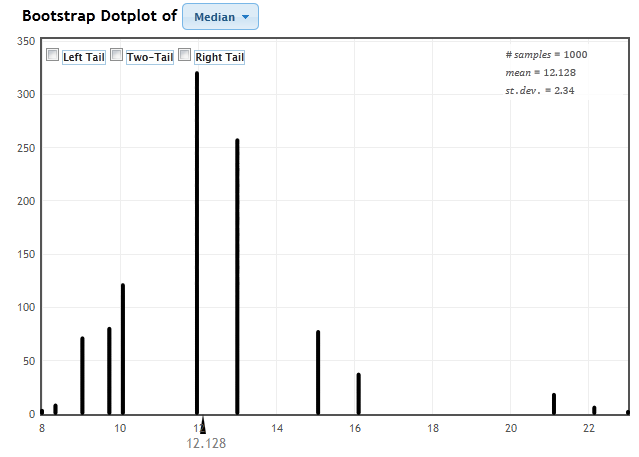 Bootstrap Dotplot of Median
Left Tail Two-Tail Right Tail
# samples = 1000
mean = 12.128
st.dev. = 2.34
350
300
250
200
150
100
50
0
8 10 12 14 16 18 20 22
12.128